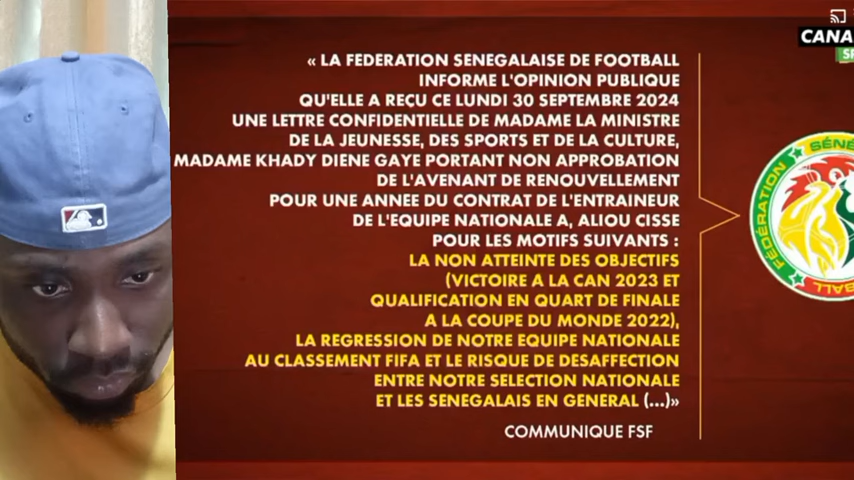 CANA
SP
« LA FEDERATION SENEGALAISE DE FOOTBALL
INFORME L'OPINION PUBLIQUE
QU'ELLE A REÇU CE LUNDI 30 SEPTEMBRE 2024
UNE LETTRE CONFIDENTIELLE DE MADAME LA MINISTRE
DE LA JEUNESSE, DES SPORTS ET DE LA CULTURE,
MADAME KHADY DIENE GAYE PORTANT NON APPROBATION
DE L'AVENANT DE RENOUVELLEMENT
POUR UNE ANNEE DU CONTRAT DE L'ENTRAINEUR
DE L'EQUIPE NATIONALE A, ALIOU CISSE
POUR LES MOTIFS SUIVANTS :
LA NON ATTEINTE DES OBJECTIFS
(VICTOIRE A LA CAN 2023 ET
QUALIFICATION EN QUART DE FINALE
A LA COUPE DU MONDE 2022),
LA REGRESSION DE NOTRE EQUIPE NATIONALE
AU CLASSEMENT FIFA ET LE RISQUE DE DESAFFECTION
ENTRE NOTRE SELECTION NATIONALE
ET LES SENEGALAIS EN GENERAL (...)»
COMMUNIQUE FSF
FÉDÉRATION SÉNÉ
BALL